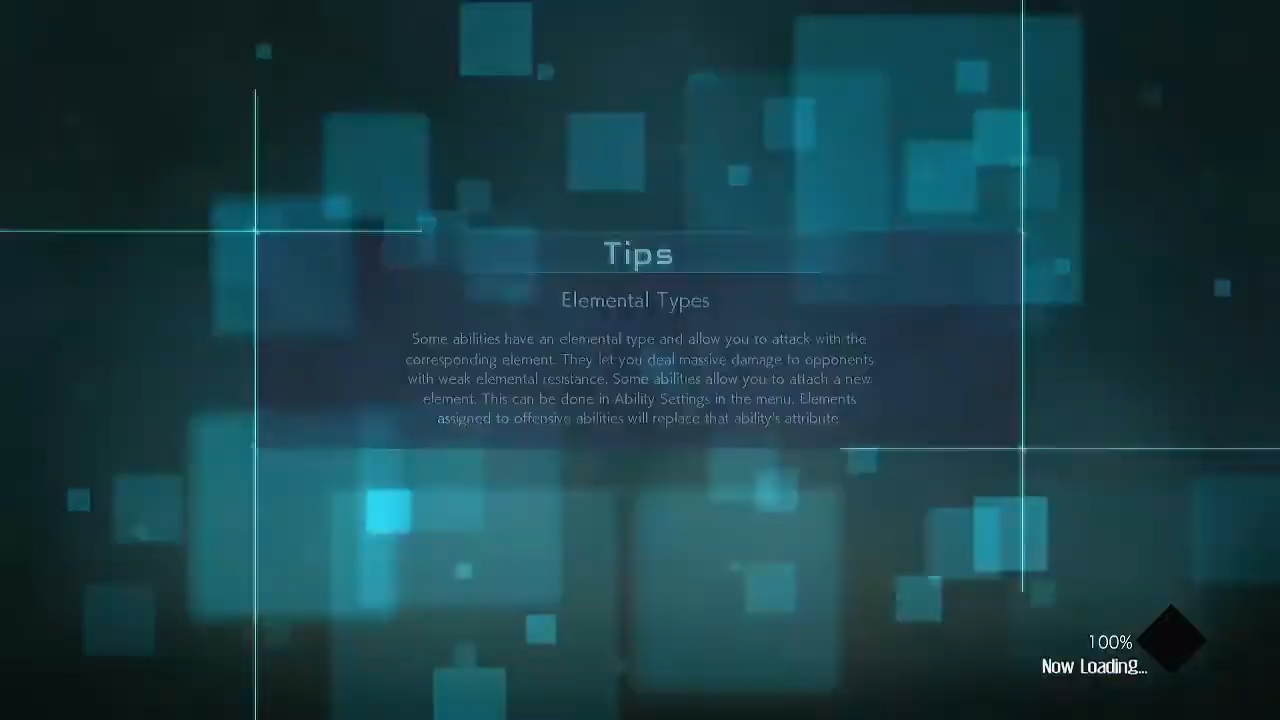 Tips
Elemental Types
Some abilities have an elemental type and allow you to attack with the
corresponding element. They let you deal massive damage to opponents
with weak elemental resistance. Some abilities allow you to attach a new
element. This can be done in Ability Settings in the menu. Elements
assigned to offensive abilities will replace that ability's attribute.
100%
Now Loading...